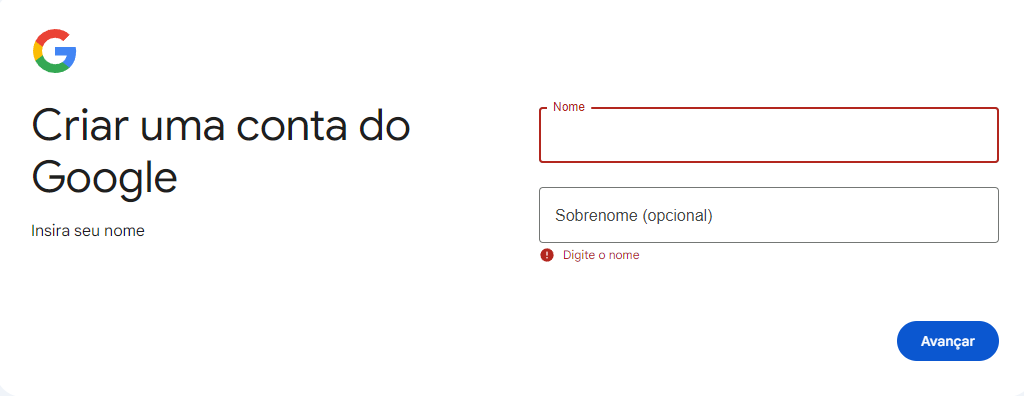 Criar uma conta do
Google
Insira seu nome
Nome
Sobrenome (opcional)
Digite o nome
Avançar